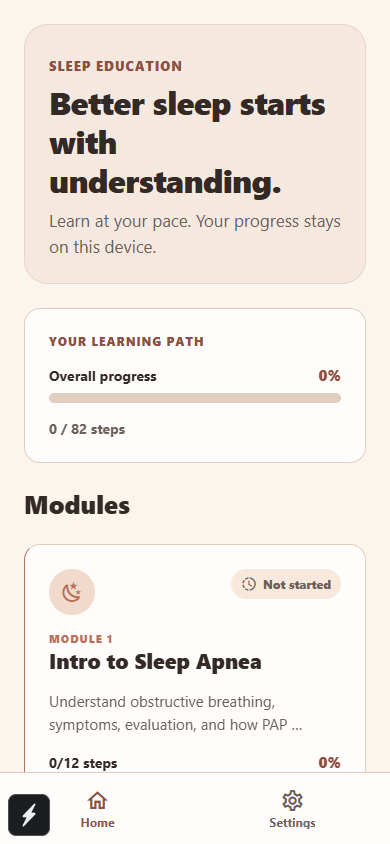 SLEEP EDUCATION
Better sleep starts
with
understanding.
Learn at your pace. Your progress stays
on this device.
YOUR LEARNING PATH
Overall progress 0%
0 / 82 steps
Modules
Not started
MODULE 1
Intro to Sleep Apnea
Understand obstructive breathing,
symptoms, evaluation, and how PAP ...
0/12 steps 0%
Home Settings